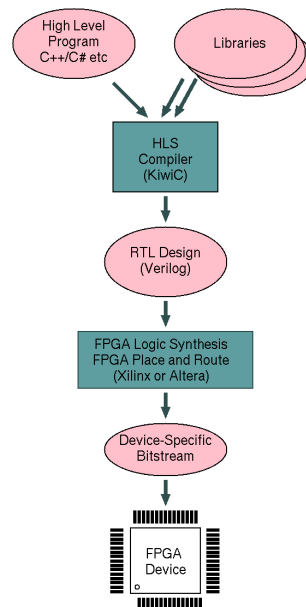 High Level
Program
C++/C# etc
Libraries
HLS
Compiler
(KiwiC)
RTL Design
(Verilog)
FPGA Logic Synthesis
FPGA Place and Route
(Xilinx or Altera)
Device-Specific
Bitstream
FPGA
Device